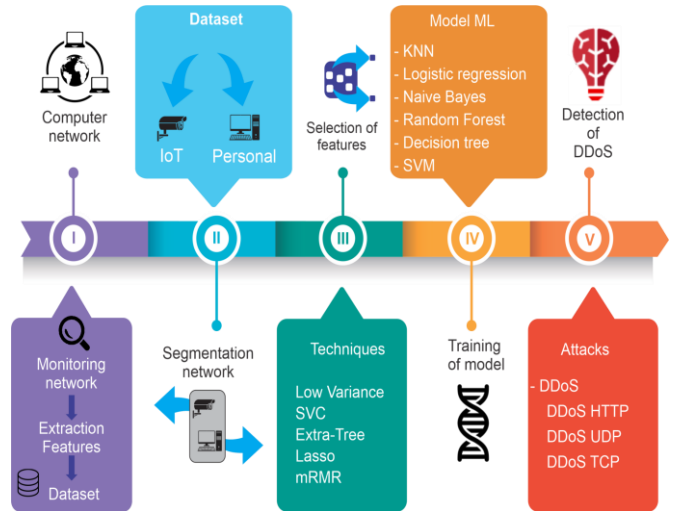 Computer
network
Dataset
IoT
Personal
Selection of
features
Model ML
- KNN
- Logistic regression
- Naive Bayes
- Random Forest
- Decision tree
- SVM
Detection
of
DDoS
I
II
III
IV
V
Monitoring
network
Extraction
Features
Dataset
Segmentation
network
Techniques
Low Variance
SVC
Extra-Tree
Lasso
mRMR
Training
of model
Attacks
- DDoS
DDoS HTTP
DDoS UDP
DDoS TCP